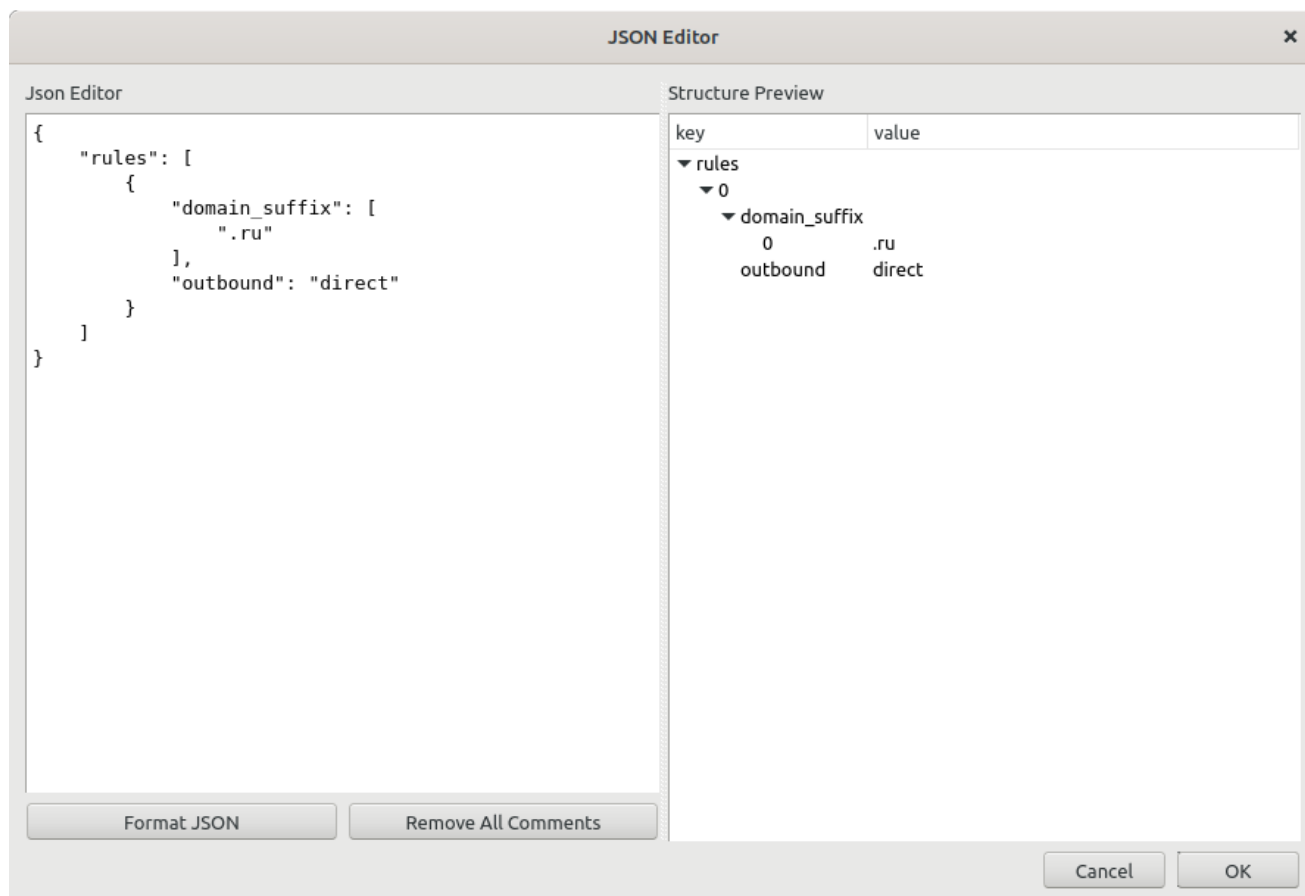 JSON Editor
Json Editor
{
    "rules": [
        {
            "domain_suffix": [
                ".ru"
            ],
            "outbound": "direct"
        }
    ]
}
Format JSON
Remove All Comments
Structure Preview
key value
rules
0
domain_suffix
0 .ru
outbound direct
Cancel
OK